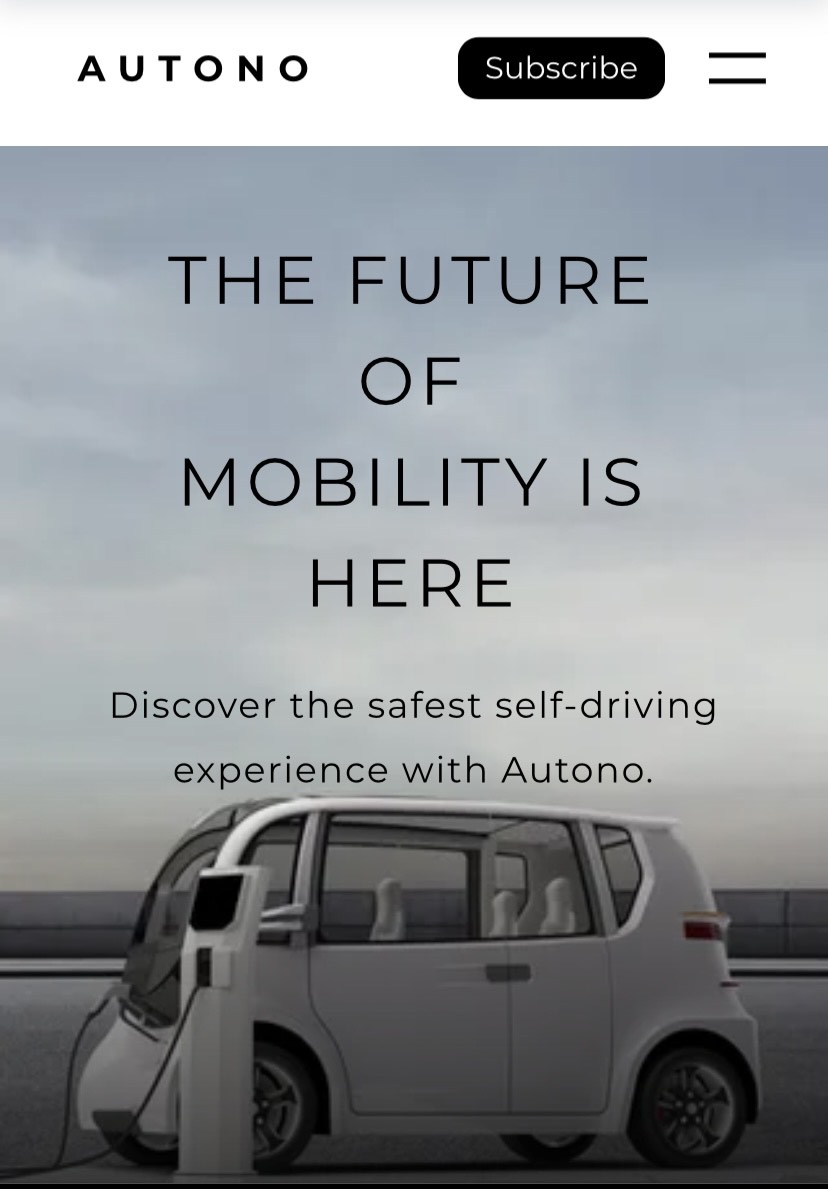 AUTONO
Subscribe
THE FUTURE
OF
MOBILITY IS
HERE
Discover the safest self-driving
experience with Autono.